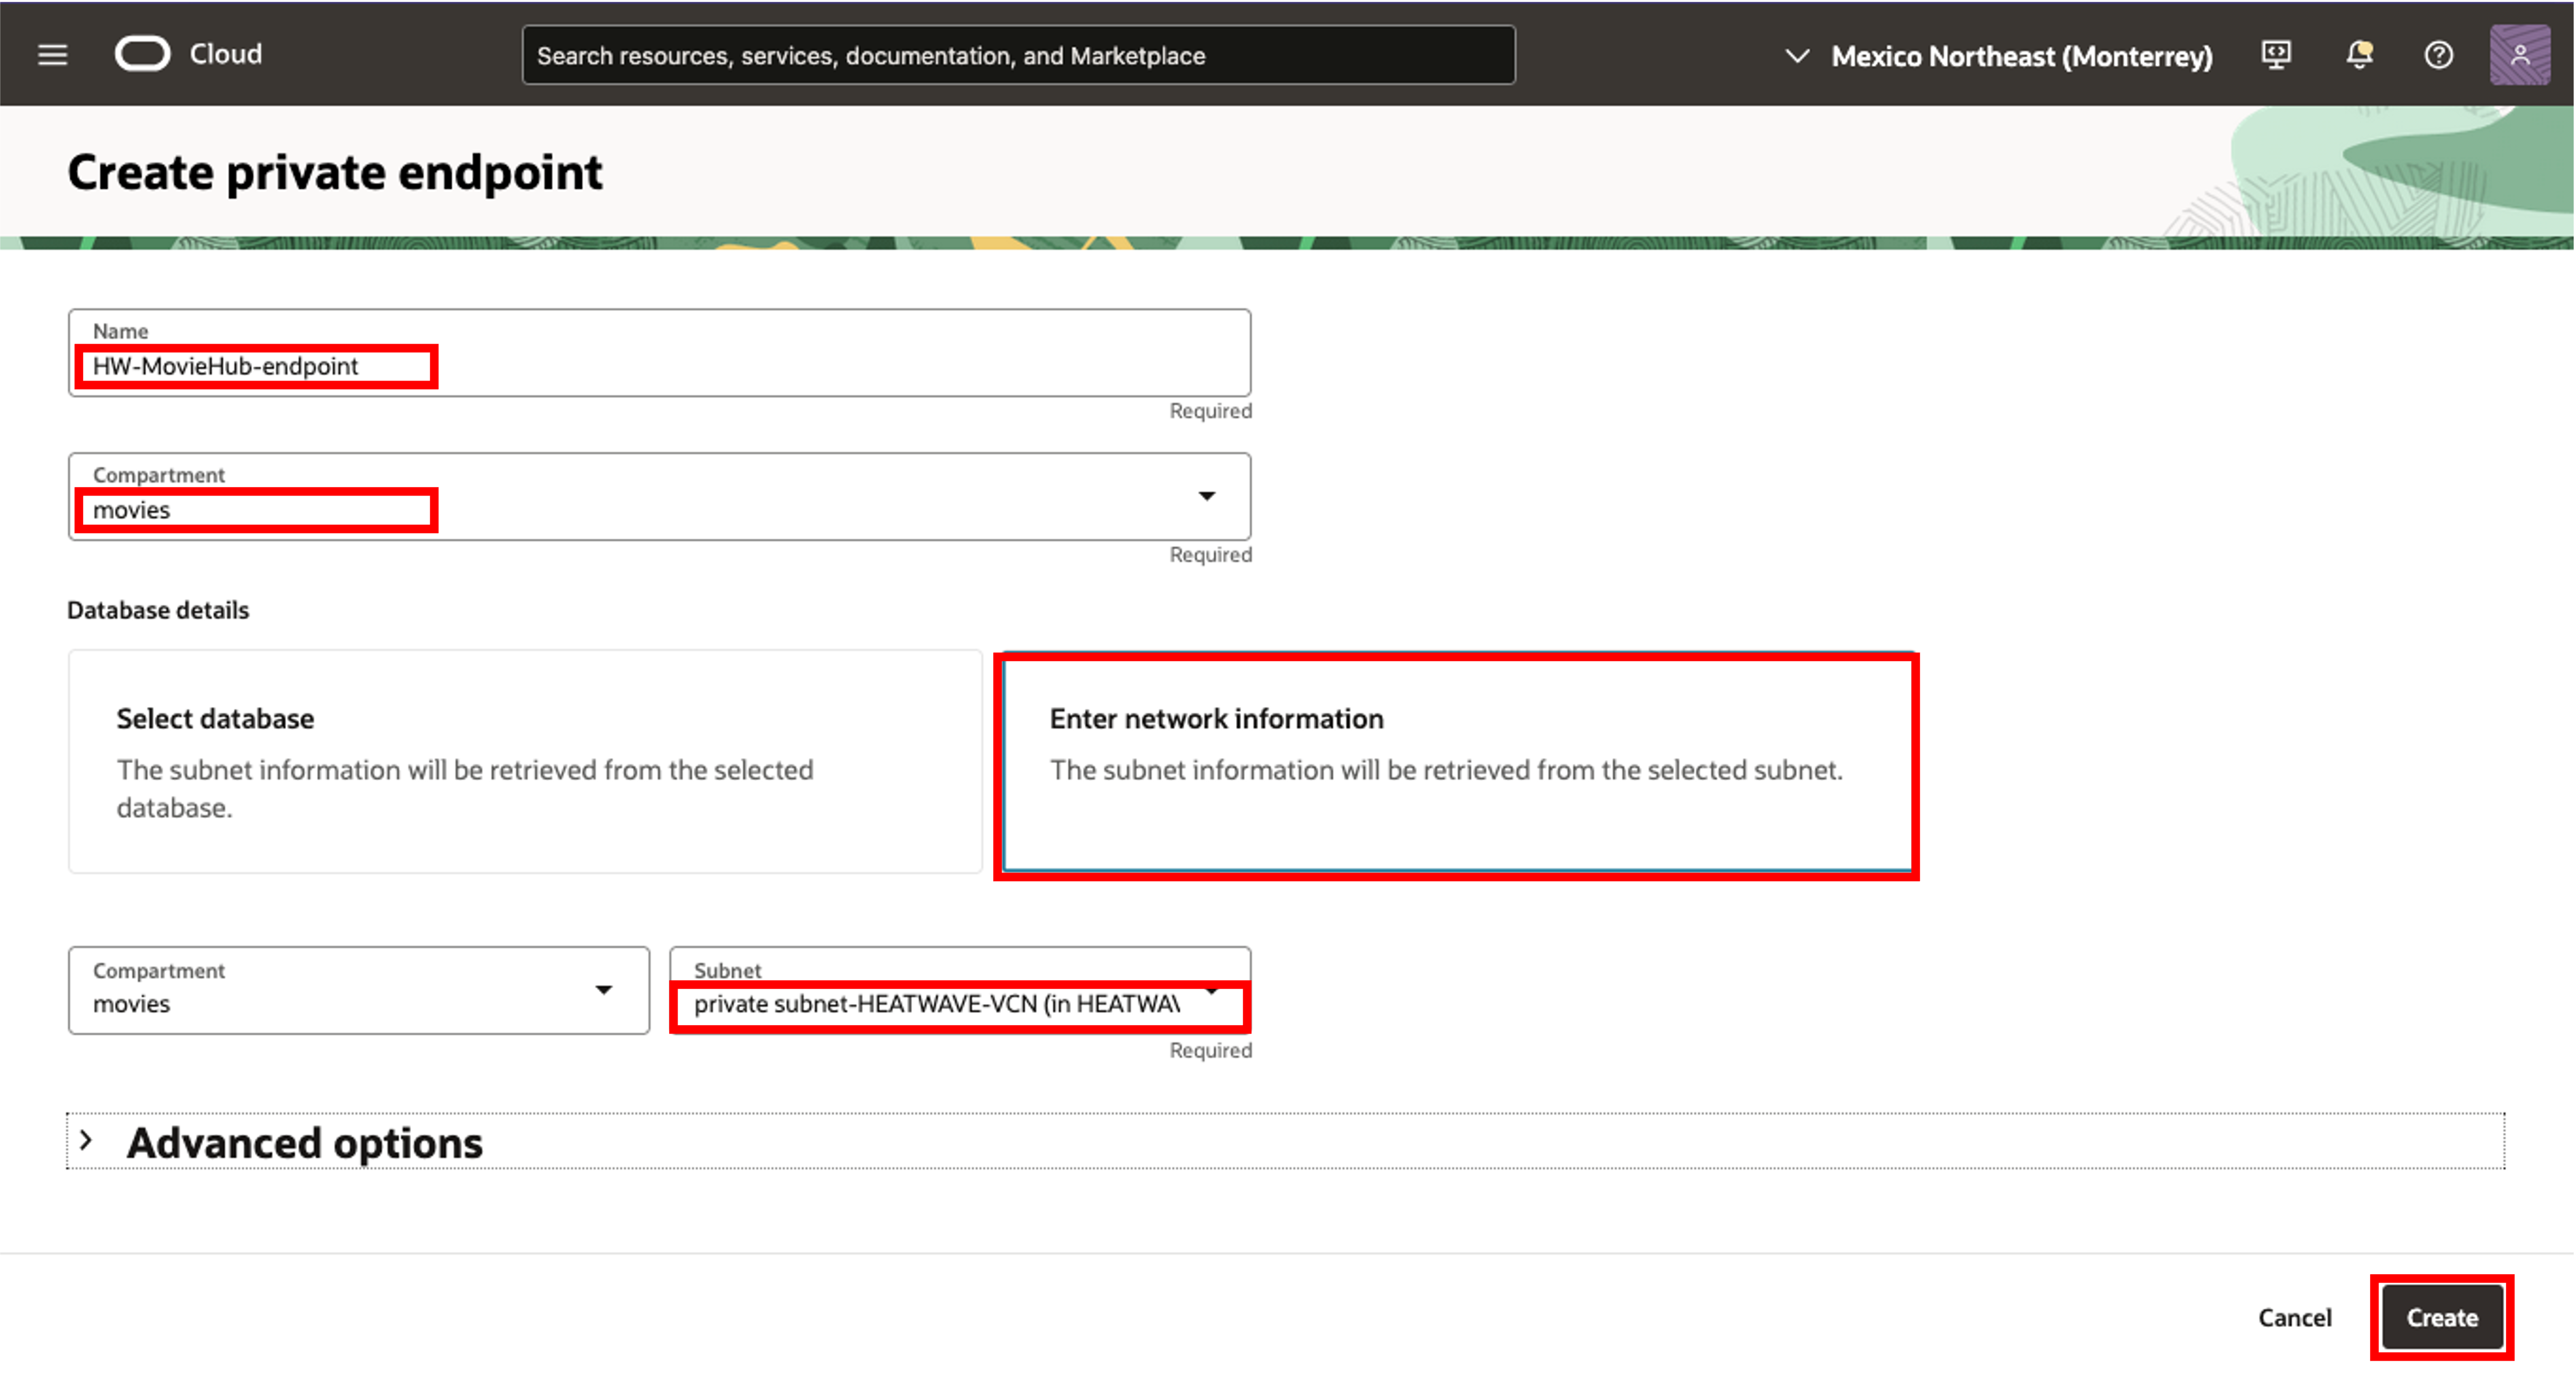 Cloud
Search resources, services, documentation, and Marketplace
Mexico Northeast (Monterrey)
Create private endpoint
Name
HW-MovieHub-endpoint
Required
Compartment
movies
Required
Database details
Select database
The subnet information will be retrieved from the selected
database.
Enter network information
The subnet information will be retrieved from the selected subnet.
Compartment
movies
Subnet
private subnet-HEATWAVE-VCN (in
Required
Advanced options
Cancel
Create